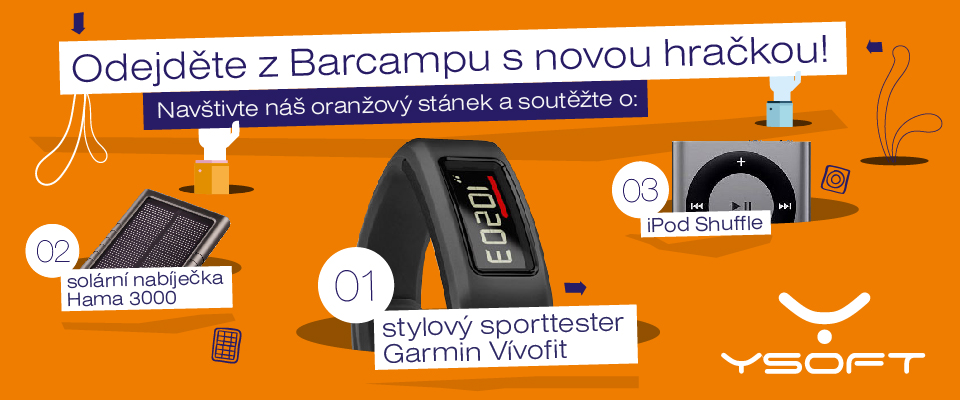 Odejděte z Barcampu s novou hračkou!
Navštivte náš oranžový stánek a soutěžte o:
03
iPod Shuffle
02
solární nabíječka
Hama 3000
10203
01
stylový sporttester
Garmin Vívofit
YSOFT